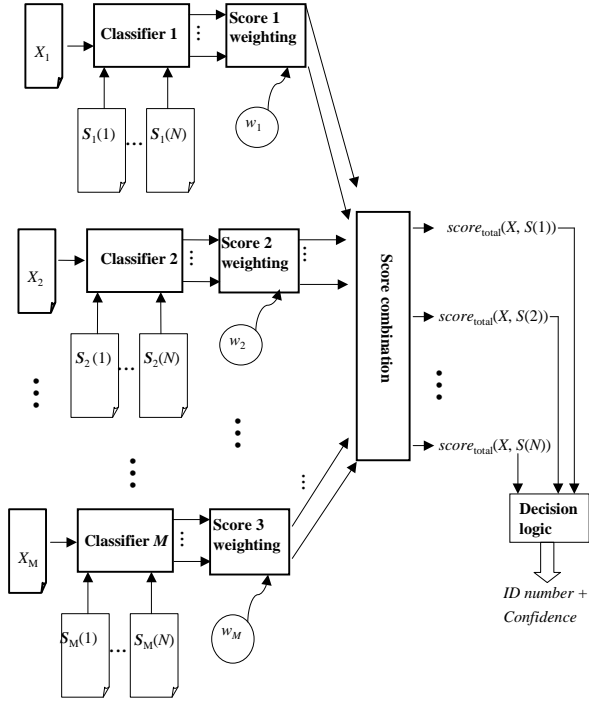 X1
Classifier 1
Score 1
weighting
w1
S1(1)
...
S1(N)
X2
Classifier 2
Score 2
weighting
w2
S2(1)
...
S2(N)
XM
Classifier M
Score 3
weighting
wM
SM(1)
...
SM(N)
Score combination
scoretotal(X, S(1))
scoretotal(X, S(2))
scoretotal(X, S(N))
Decision
logic
ID number +
Confidence